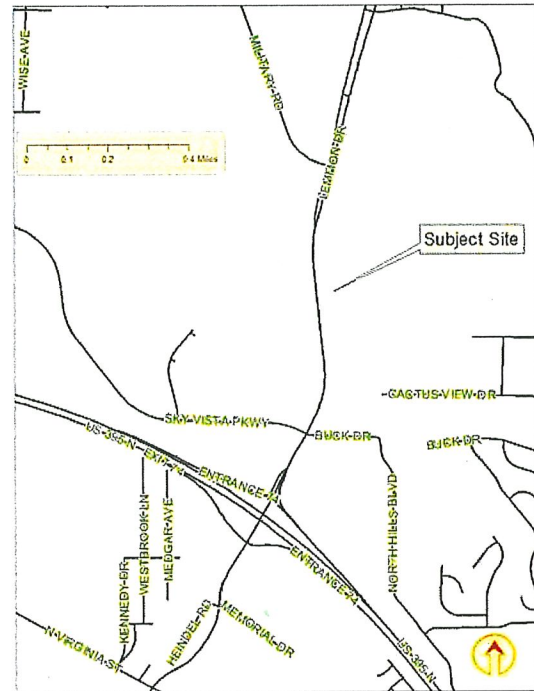 WISE AVE
MILITARY RD
LEMMON DR
0 0.1 0.2 0.4 Miles
Subject Site
CACTUS VIEW DR
SKY VISTA PKWY
BUCK DR
BUCK DR
US-395-N
EXIT-74
ENTRANCE-74
ENTRANCE-74
NORTH HILLS BLVD
WESTBROOK LN
MEDGAR AVE
KENNEDY DR
HEINDEL RD
MEMORIAL DR
N VIRGINIA ST
US-395-N